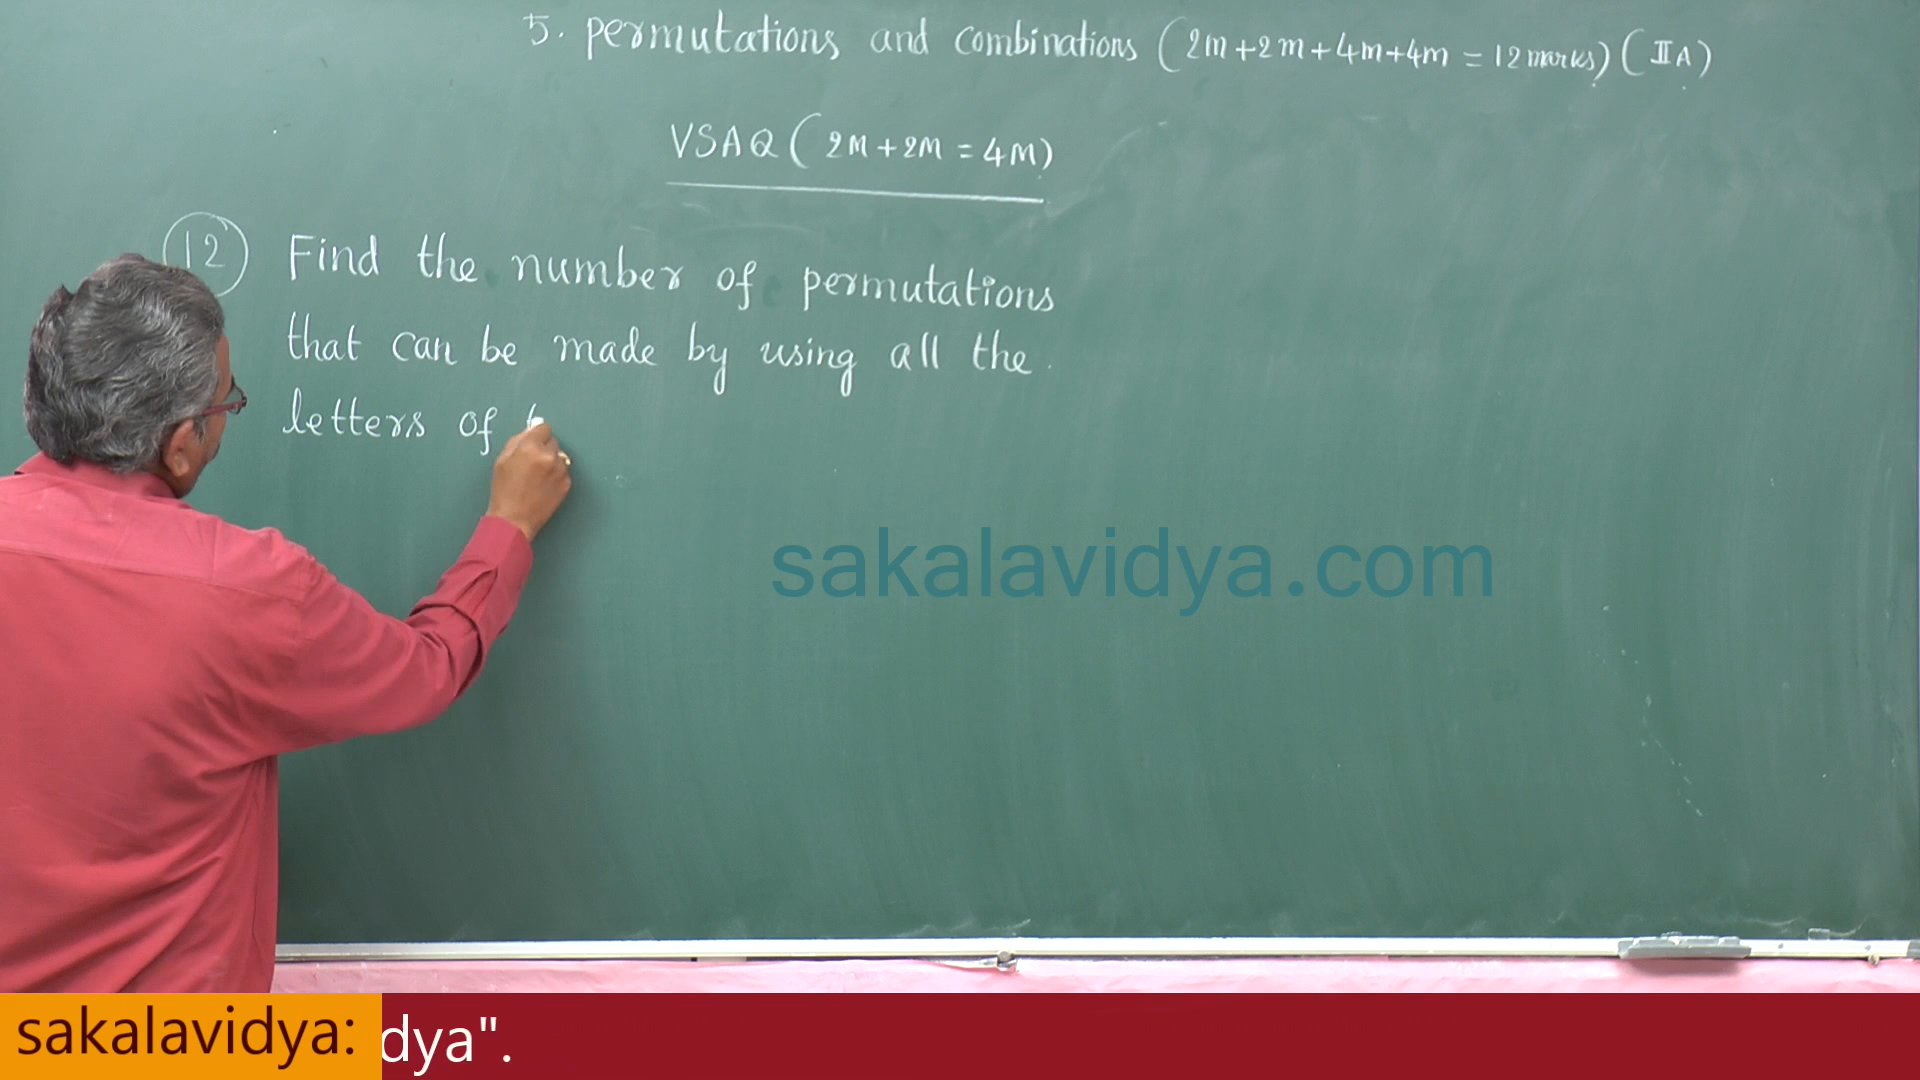 5. permutations and combinations (2m+2m+4m+4m = 12 marks) (IIA)
VSAQ (2M+2M = 4M)
12 Find the number of permutations
that can be made by using all the
letters of t
sakalavidya.com
sakalavidya: dya".